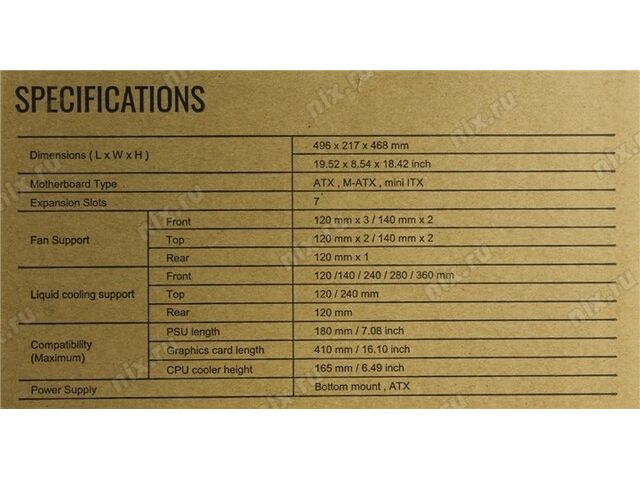 SPECIFICATIONS
Dimensions ( L x W x H )
496 x 217 x 468 mm
19.52 x 8.54 x 18.42 inch
Motherboard Type
ATX , M-ATX , mini ITX
Expansion Slots
7
Fan Support
Front
120 mm x 3 / 140 mm x 2
Top
120 mm x 2 / 140 mm x 2
Rear
120 mm x 1
Liquid cooling support
Front
120 /140 / 240 / 280 / 360 mm
Top
120 / 240 mm
Rear
120 mm
Compatibility
(Maximum)
PSU length
180 mm / 7.08 inch
Graphics card length
410 mm / 16.10 inch
CPU cooler height
165 mm / 6.49 inch
Power Supply
Bottom mount , ATX
nix.ru